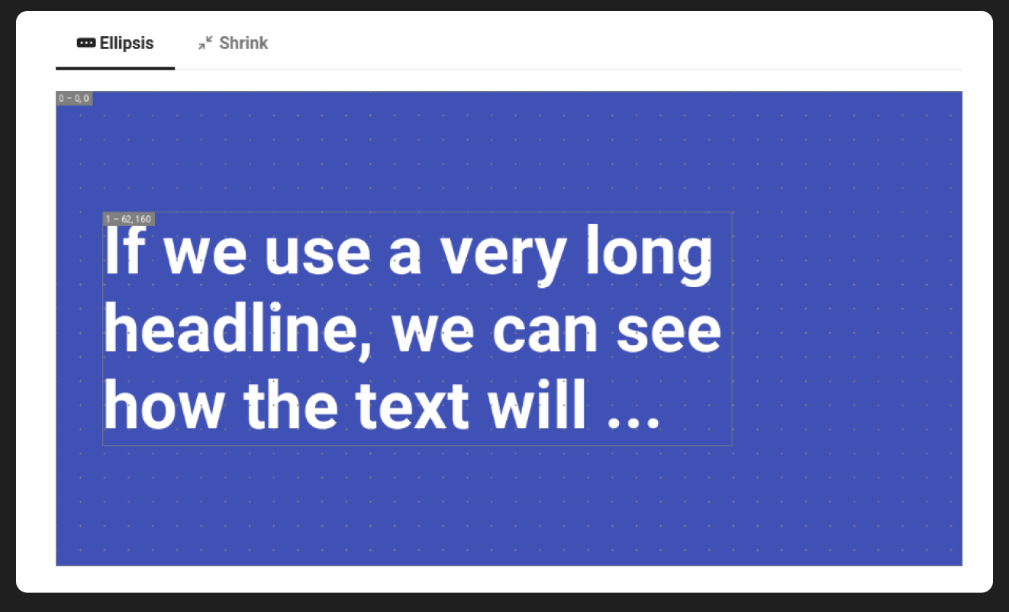 Ellipsis
Shrink
0 – 0, 0
1 – 62, 160
If we use a very long
headline, we can see
how the text will ...